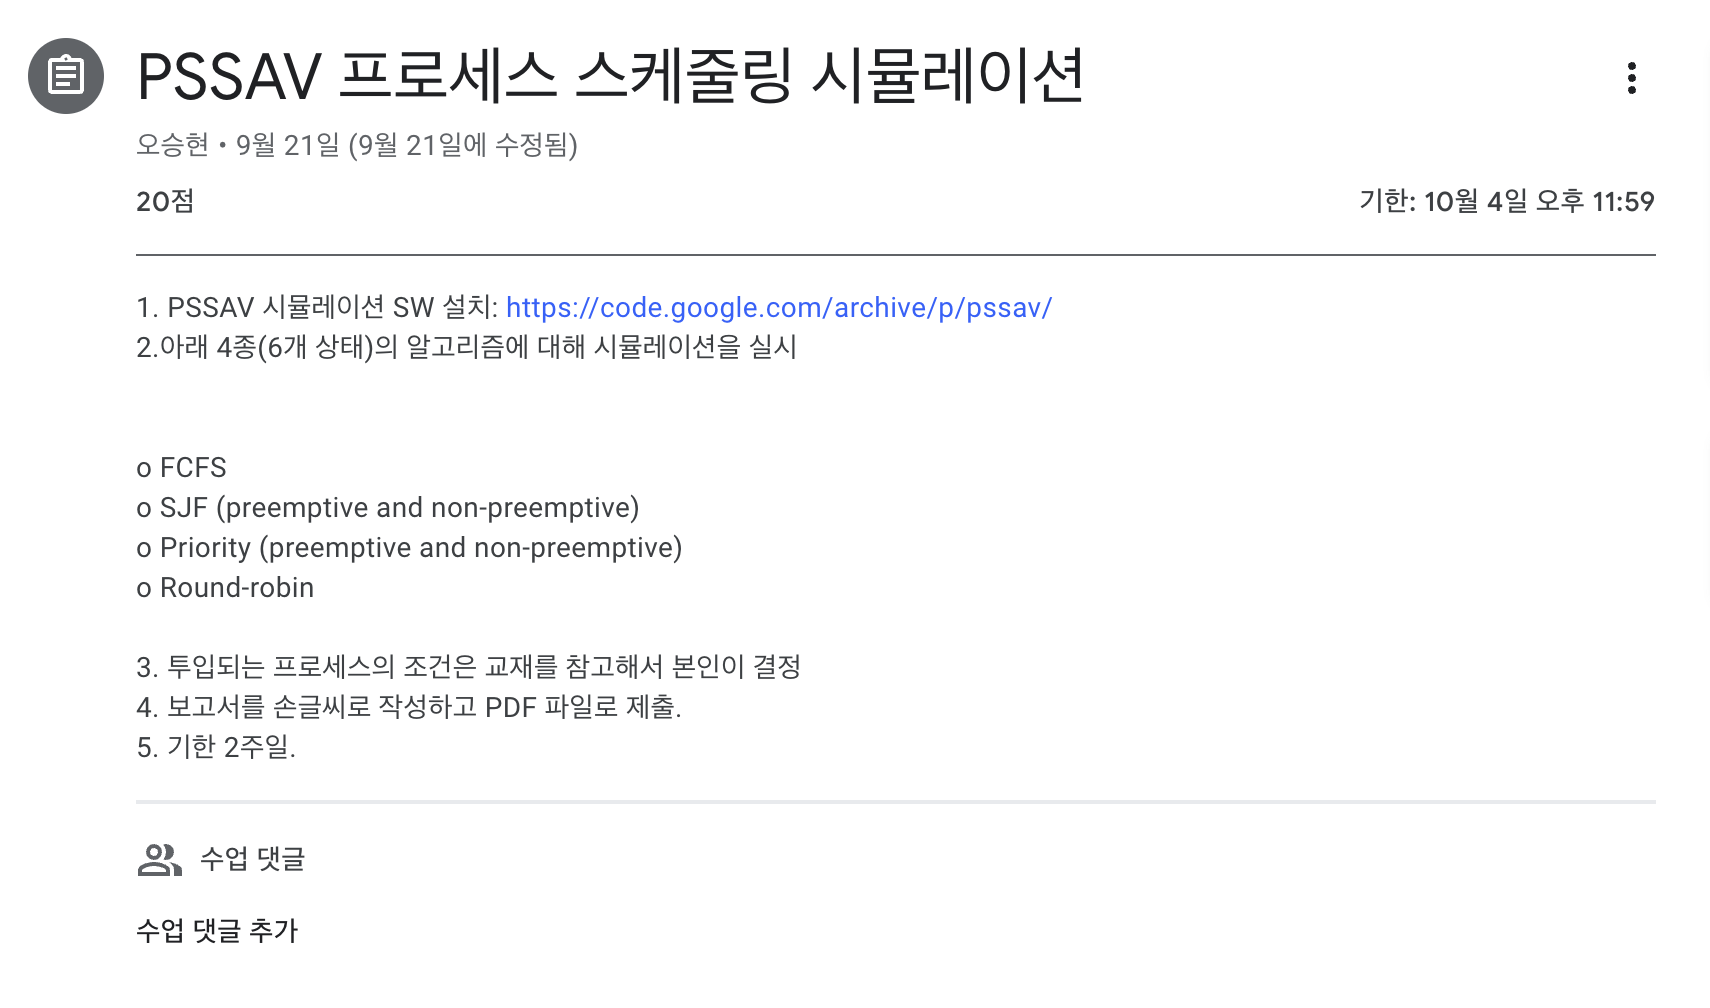 PSSAV 프로세스 스케줄링 시뮬레이션
오승현 • 9월 21일 (9월 21일에 수정됨)
20점
기한: 10월 4일 오후 11:59
1. PSSAV 시뮬레이션 SW 설치: https://code.google.com/archive/p/pssav/
2.아래 4종(6개 상태)의 알고리즘에 대해 시뮬레이션을 실시
o FCFS
o SJF (preemptive and non-preemptive)
o Priority (preemptive and non-preemptive)
o Round-robin
3. 투입되는 프로세스의 조건은 교재를 참고해서 본인이 결정
4. 보고서를 손글씨로 작성하고 PDF 파일로 제출.
5. 기한 2주일.
수업 댓글
수업 댓글 추가